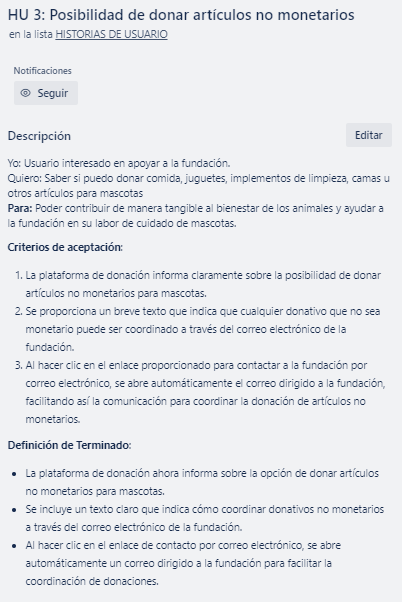 HU 3: Posibilidad de donar artículos no monetarios
en la lista HISTORIAS DE USUARIO
Notificaciones
Seguir
Descripción
Editar
Yo: Usuario interesado en apoyar a la fundación.
Quiero: Saber si puedo donar comida, juguetes, implementos de limpieza, camas u
otros artículos para mascotas
Para: Poder contribuir de manera tangible al bienestar de los animales y ayudar a
la fundación en su labor de cuidado de mascotas.
Criterios de aceptación:
1. La plataforma de donación informa claramente sobre la posibilidad de donar
artículos no monetarios para mascotas.
2. Se proporciona un breve texto que indica que cualquier donativo que no sea
monetario puede ser coordinado a través del correo electrónico de la
fundación.
3. Al hacer clic en el enlace proporcionado para contactar a la fundación por
correo electrónico, se abre automáticamente el correo dirigido a la fundación,
facilitando así la comunicación para coordinar la donación de artículos no
monetarios.
Definición de Terminado:
• La plataforma de donación ahora informa sobre la opción de donar artículos
no monetarios para mascotas.
• Se incluye un texto claro que indica cómo coordinar donativos no monetarios
a través del correo electrónico de la fundación.
• Al hacer clic en el enlace de contacto por correo electrónico, se abre
automáticamente un correo dirigido a la fundación para facilitar la
coordinación de donaciones.